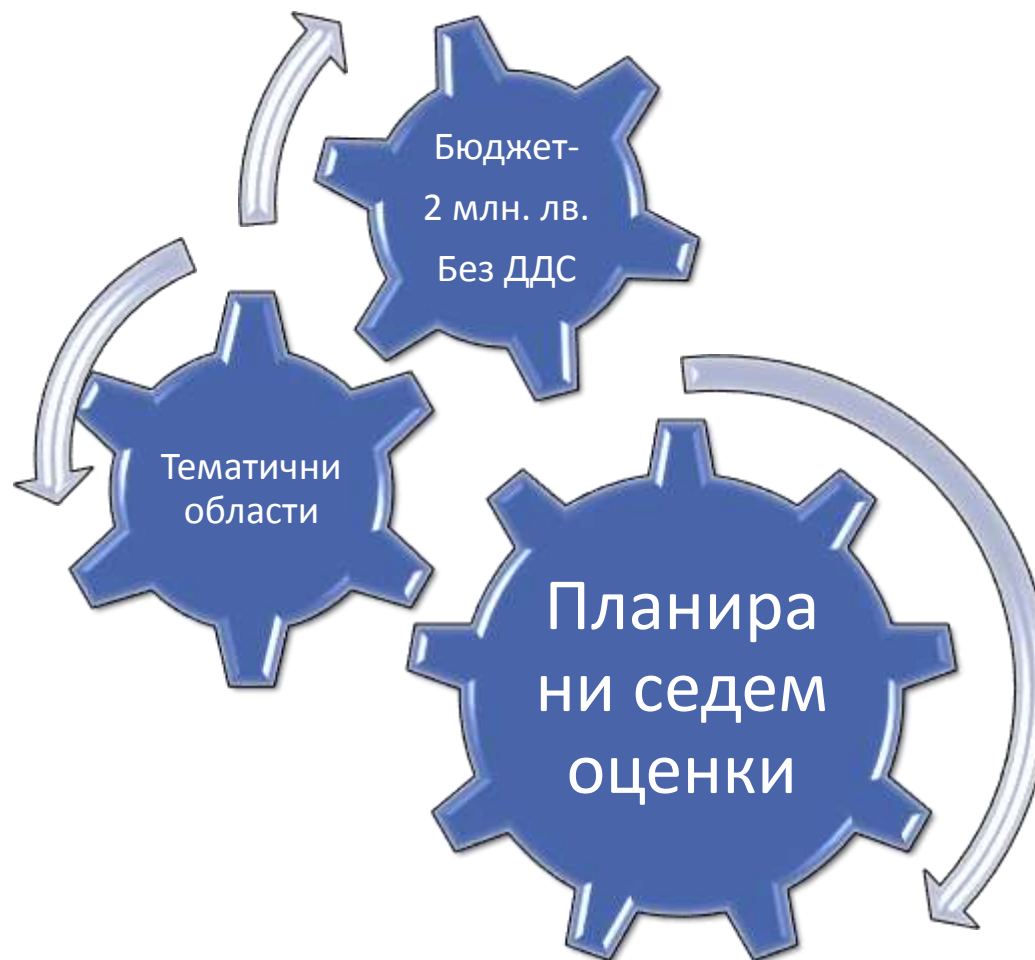 Бюджет-
2 млн. лв.
Без ДДС
Тематични
области
Планира
ни седем
оценки